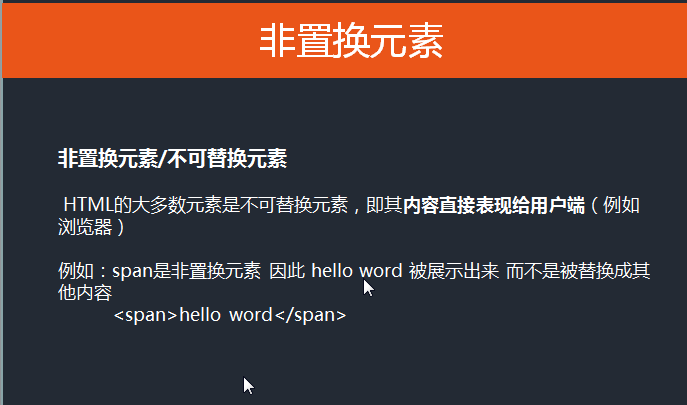 非置换元素
非置换元素/不可替换元素
HTML的大多数元素是不可替换元素，即其内容直接表现给用户端（例如
浏览器）
例如：span是非置换元素 因此 hello word 被展示出来 而不是被替换成其
他内容
<span>hello word</span>